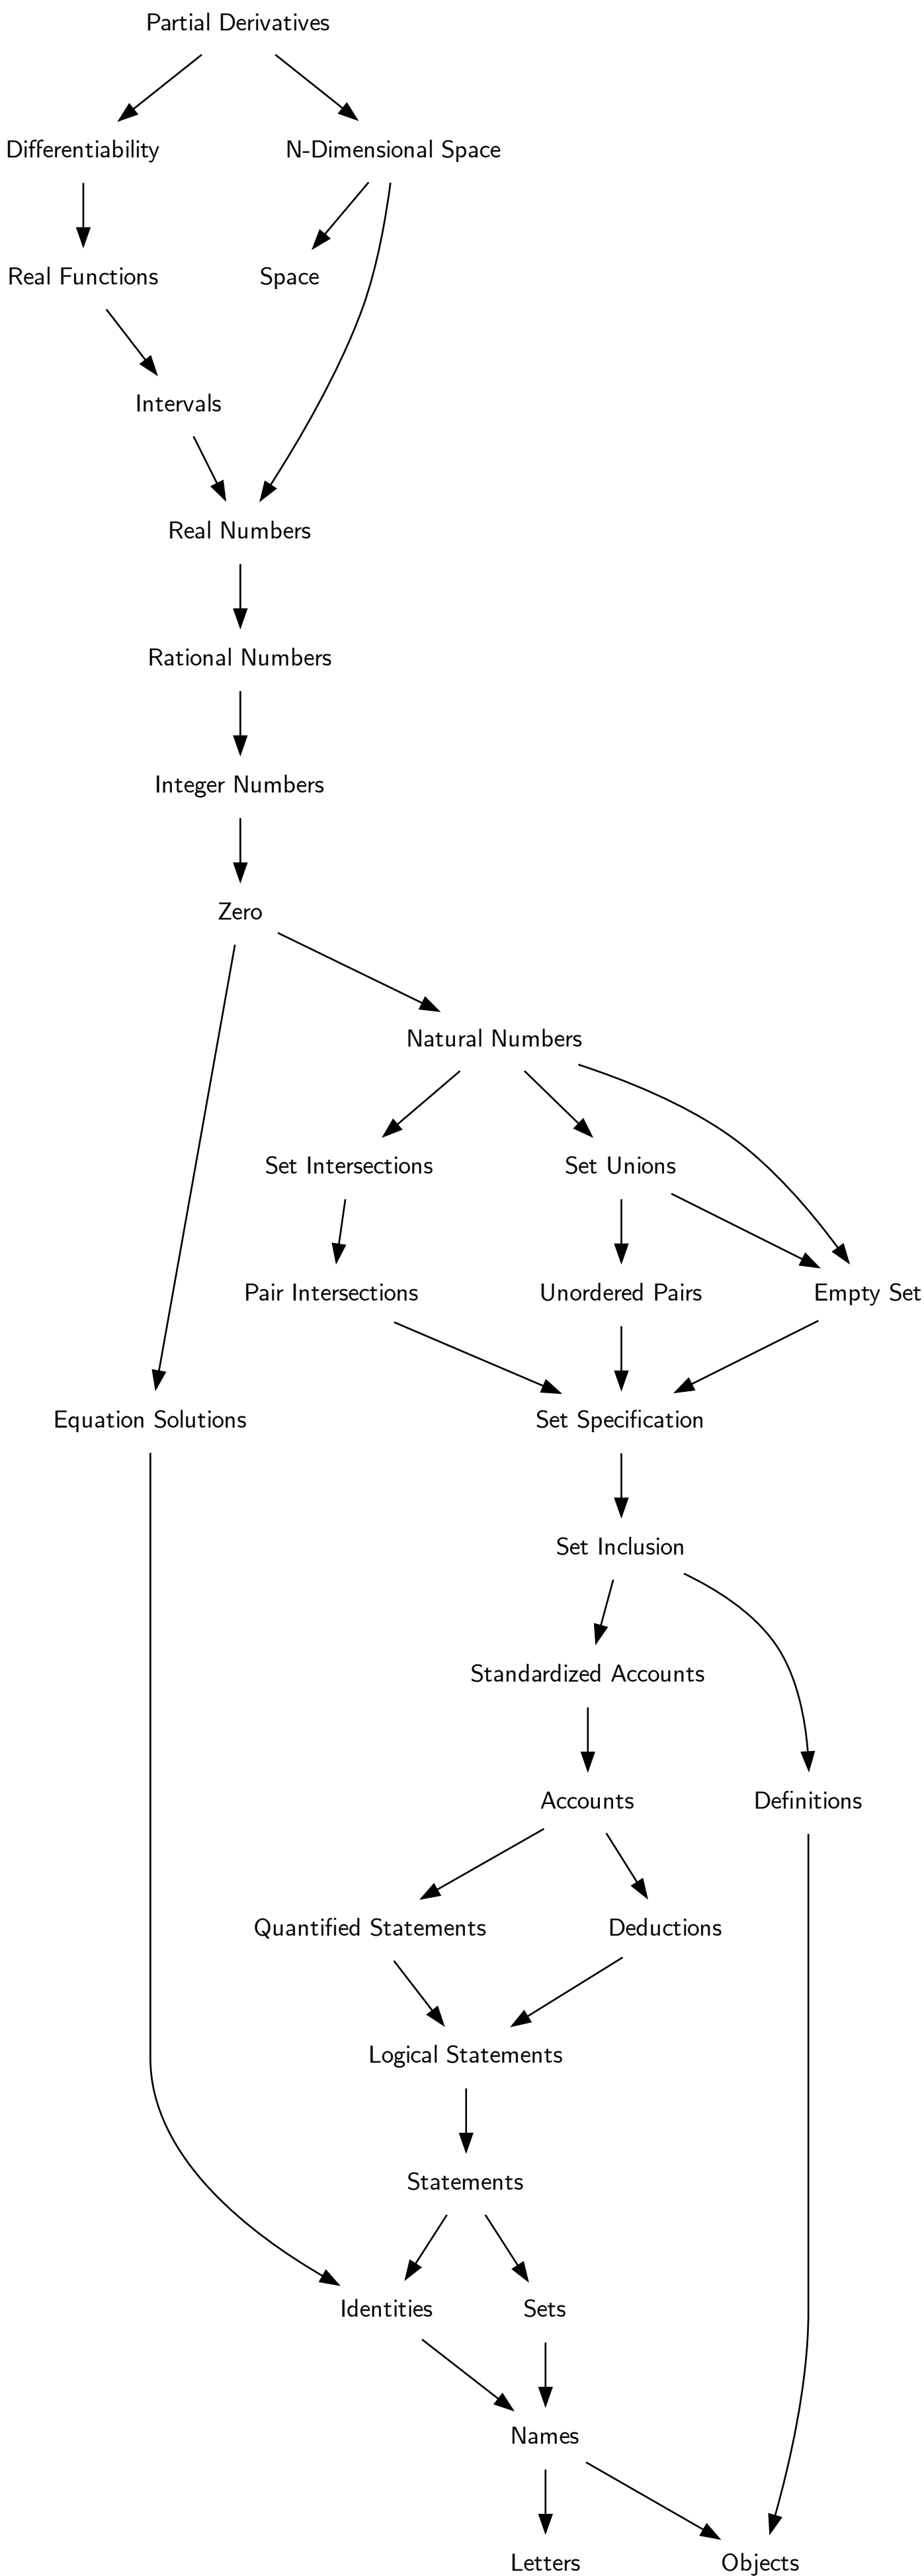 Partial Derivatives
Differentiability
N-Dimensional Space
Real Functions
Space
Intervals
Real Numbers
Rational Numbers
Integer Numbers
Zero
Natural Numbers
Set Intersections
Set Unions
Pair Intersections
Unordered Pairs
Empty Set
Equation Solutions
Set Specification
Set Inclusion
Standardized Accounts
Accounts
Definitions
Quantified Statements
Deductions
Logical Statements
Statements
Identities
Sets
Names
Letters
Objects